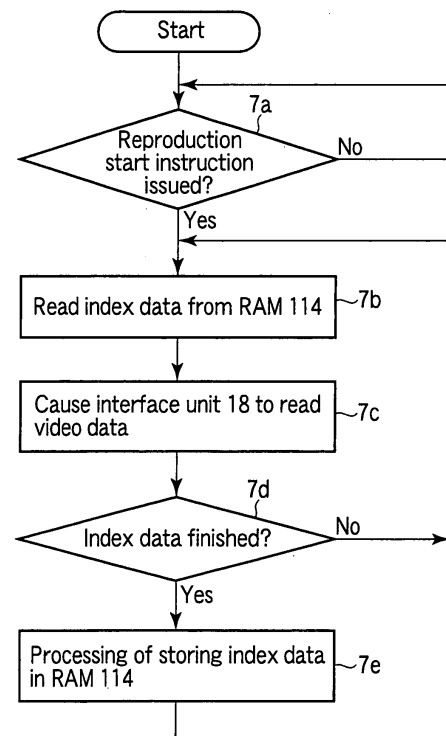 Start
7a
Reproduction
start instruction
issued?
No
Yes
Read index data from RAM 114
7b
Cause interface unit 18 to read
video data
7c
7d
Index data finished?
No
Yes
Processing of storing index data
in RAM 114
7e